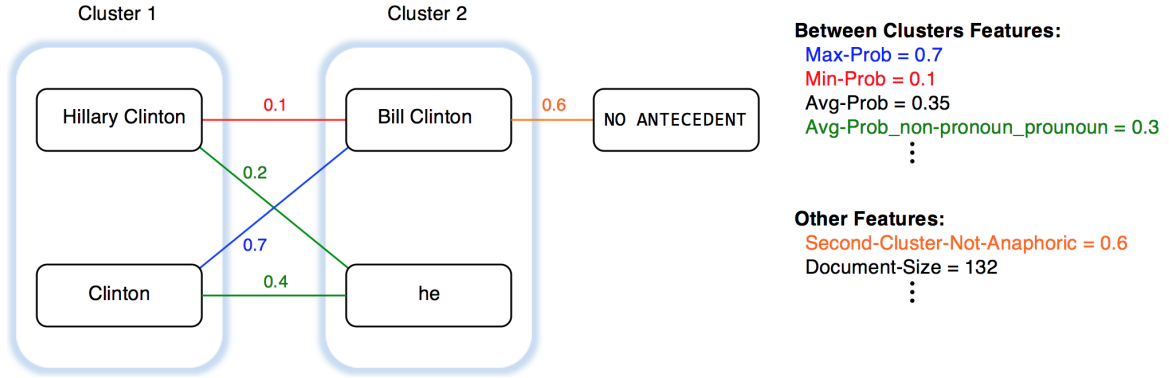 Cluster 1
Cluster 2
Hillary Clinton
0.1
Bill Clinton
0.6
NO ANTECEDENT
0.2
0.7
Clinton
0.4
he
Between Clusters Features:
Max-Prob = 0.7
Min-Prob = 0.1
Avg-Prob = 0.35
Avg-Prob_non-pronoun_prounoun = 0.3
⋮
Other Features:
Second-Cluster-Not-Anaphoric = 0.6
Document-Size = 132
⋮